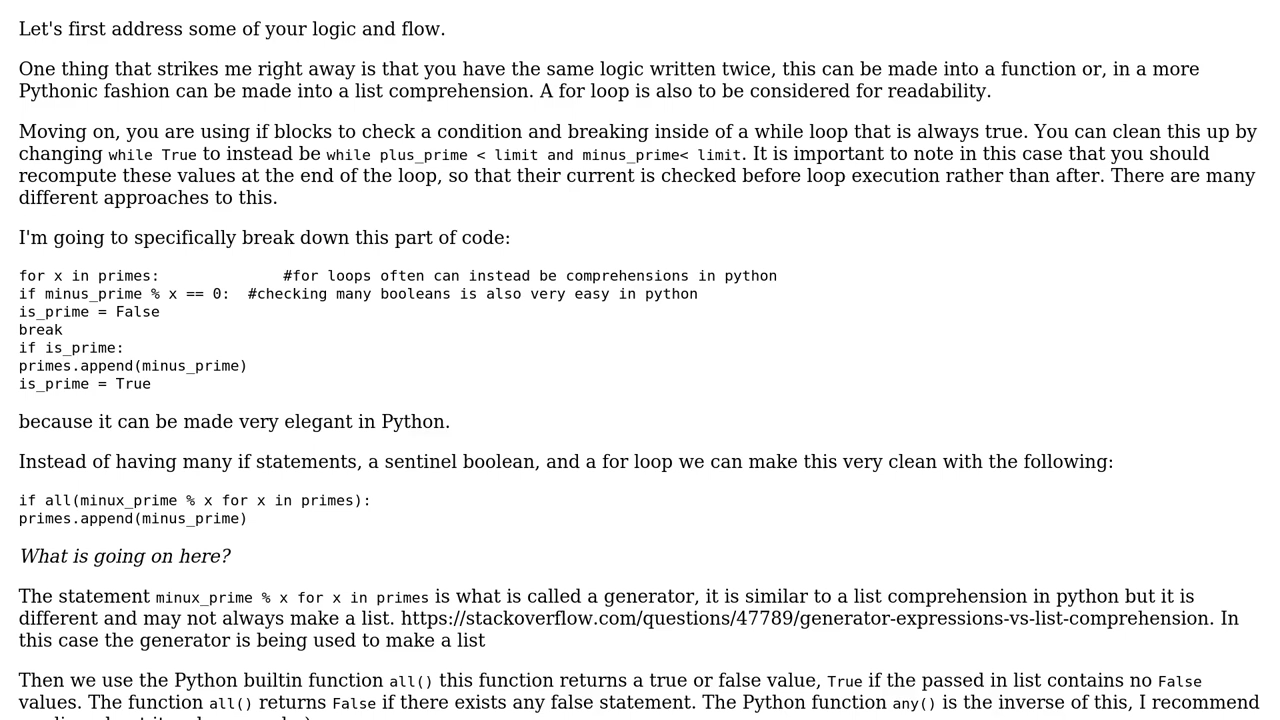 Let's first address some of your logic and flow.
One thing that strikes me right away is that you have the same logic written twice, this can be made into a function or, in a more
Pythonic fashion can be made into a list comprehension. A for loop is also to be considered for readability.
Moving on, you are using if blocks to check a condition and breaking inside of a while loop that is always true. You can clean this up by
changing while True to instead be while plus_prime < limit and minus_prime< limit. It is important to note in this case that you should
recompute these values at the end of the loop, so that their current is checked before loop execution rather than after. There are many
different approaches to this.
I'm going to specifically break down this part of code:
for x in primes:              #for loops often can instead be comprehensions in python
if minus_prime % x == 0:  #checking many booleans is also very easy in python
is_prime = False
break
if is_prime:
primes.append(minus_prime)
is_prime = True
because it can be made very elegant in Python.
Instead of having many if statements, a sentinel boolean, and a for loop we can make this very clean with the following:
if all(minux_prime % x for x in primes):
primes.append(minus_prime)
What is going on here?
The statement minux_prime % x for x in primes is what is called a generator, it is similar to a list comprehension in python but it is
different and may not always make a list. https://stackoverflow.com/questions/47789/generator-expressions-vs-list-comprehension. In
this case the generator is being used to make a list
Then we use the Python builtin function all() this function returns a true or false value, True if the passed in list contains no False
values. The function all() returns False if there exists any false statement. The Python function any() is the inverse of this, I recommend